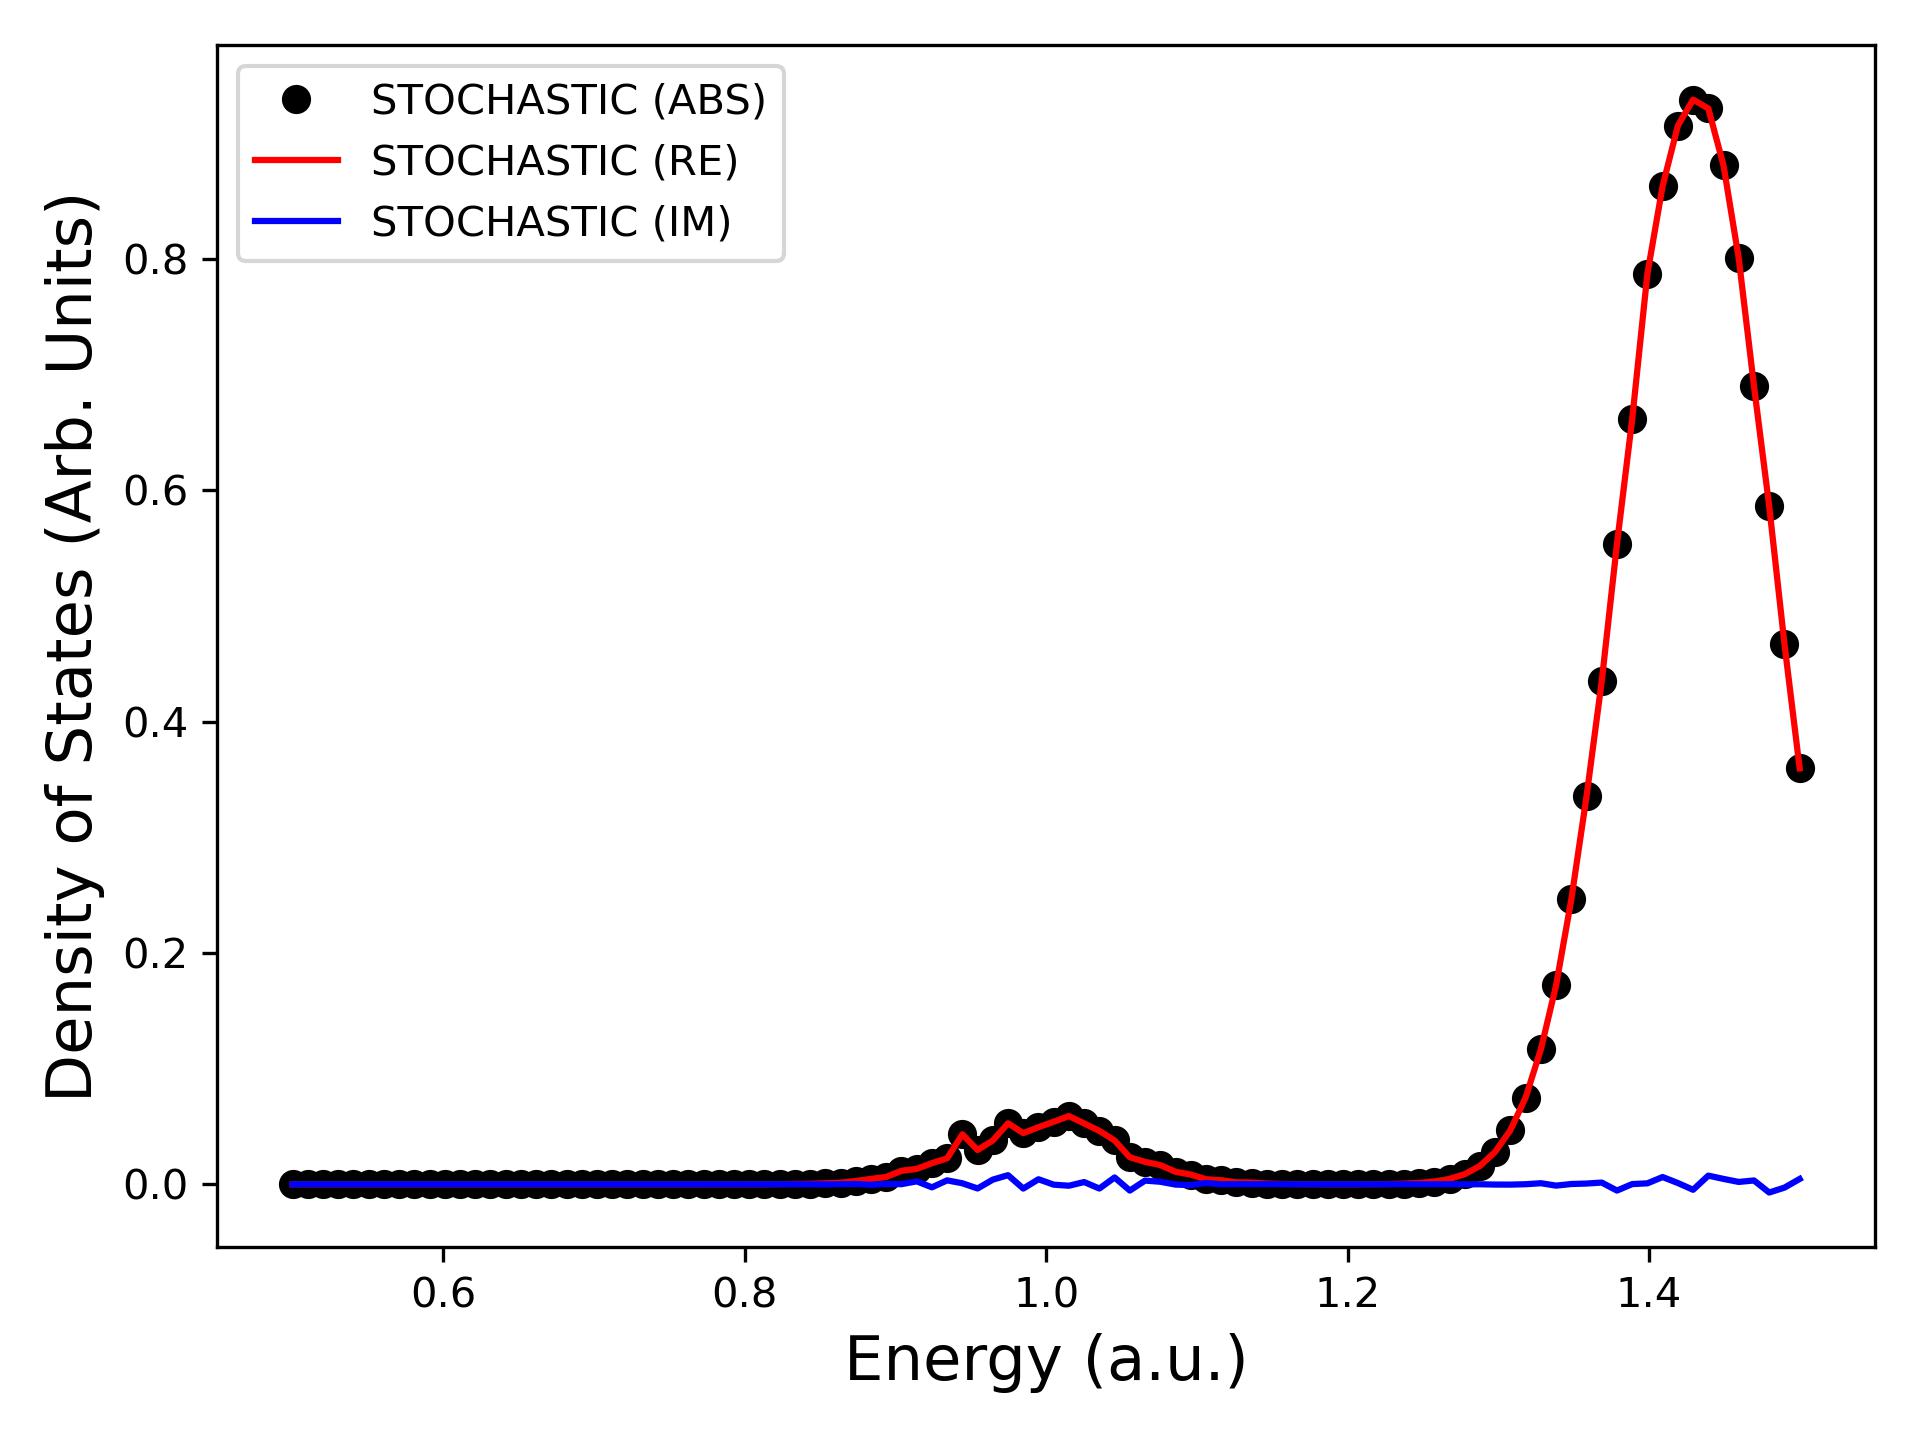 STOCHASTIC (ABS)
STOCHASTIC (RE)
STOCHASTIC (IM)
Density of States (Arb. Units)
0.8
0.6
0.4
0.2
0.0
0.6 0.8 1.0 1.2 1.4
Energy (a.u.)